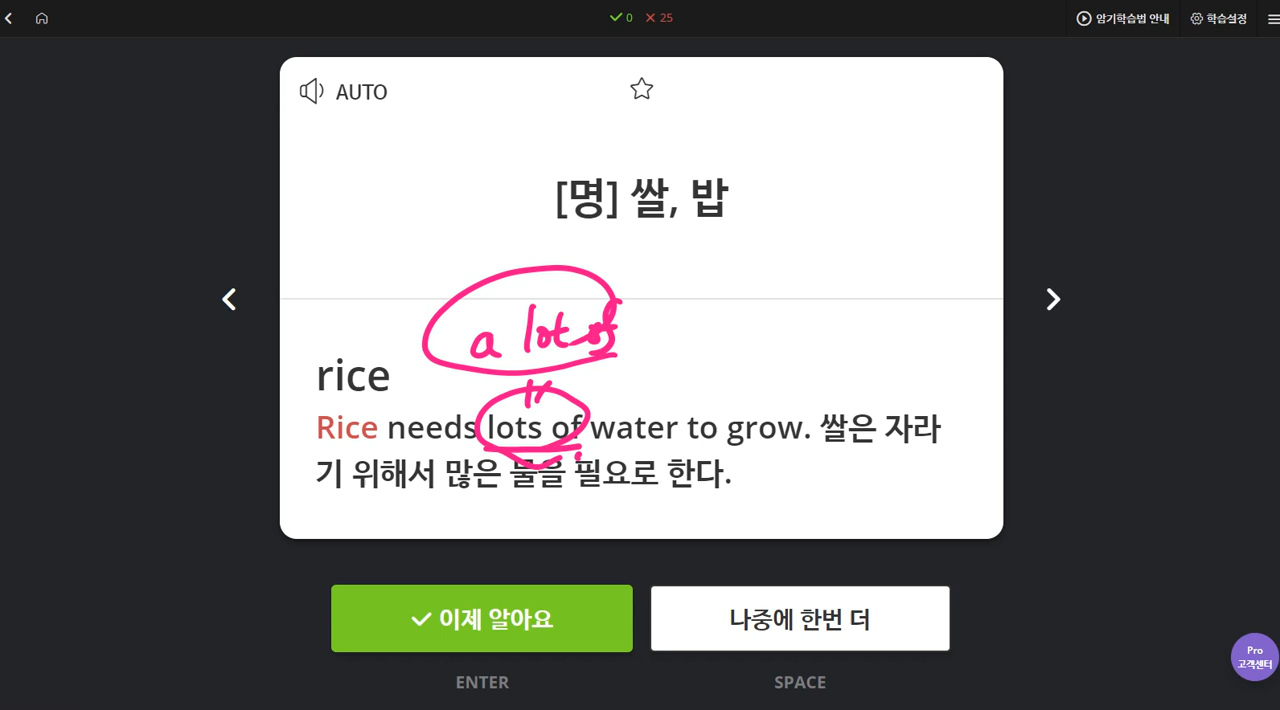 0 25 암기학습법 안내 학습설정
AUTO
[명] 쌀, 밥
a lot of
rice
Rice needs lots of water to grow. 쌀은 자라
기 위해서 많은 물을 필요로 한다.
이제 알아요 나중에 한번 더
Pro
고객센터
ENTER SPACE